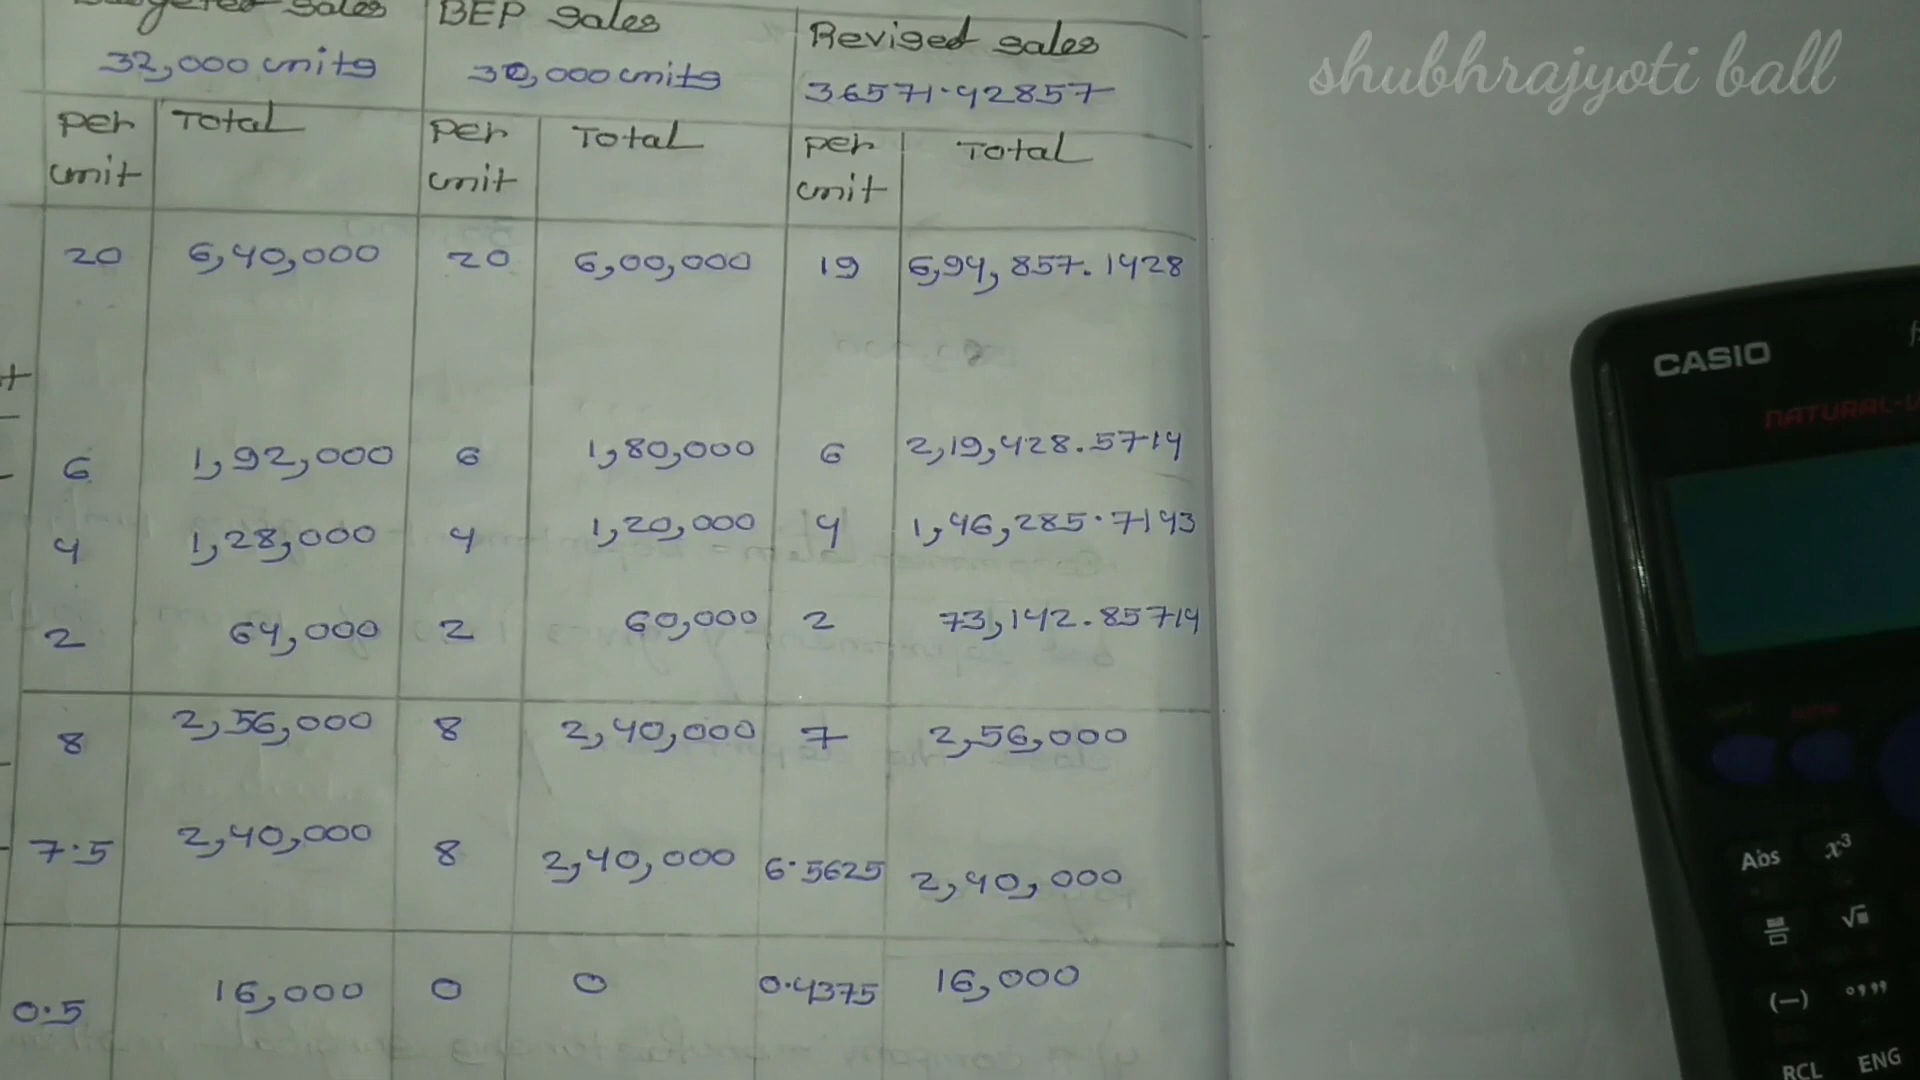 Budgeted sales BEP sales Revised sales
32,000 units 30,000 units 36571.42857
per unit Total per unit Total per unit Total
20 6,40,000 20 6,00,000 19 6,94,857.1428
6 1,92,000 6 1,80,000 6 2,19,428.5714
4 1,28,000 4 1,20,000 4 1,46,285.7143
2 64,000 2 60,000 2 73,142.85714
8 2,56,000 8 2,40,000 7 2,56,000
7.5 2,40,000 8 2,40,000 6.5625 2,40,000
0.5 16,000 0 0 0.4375 16,000
shubhrajyoti ball
CASIO
NATURAL-V
Abs x³
√
(−) ° ' "
RCL ENG